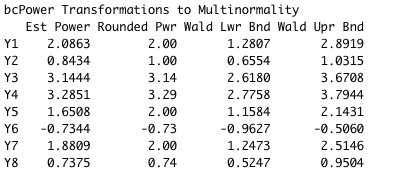 bcPower Transformations to Multinormality
Est Power Rounded Pwr Wald Lwr Bnd Wald Upr Bnd
Y1 2.0863 2.00 1.2807 2.8919
Y2 0.8434 1.00 0.6554 1.0315
Y3 3.1444 3.14 2.6180 3.6708
Y4 3.2851 3.29 2.7758 3.7944
Y5 1.6508 2.00 1.1584 2.1431
Y6 -0.7344 -0.73 -0.9627 -0.5060
Y7 1.8809 2.00 1.2473 2.5146
Y8 0.7375 0.74 0.5247 0.9504